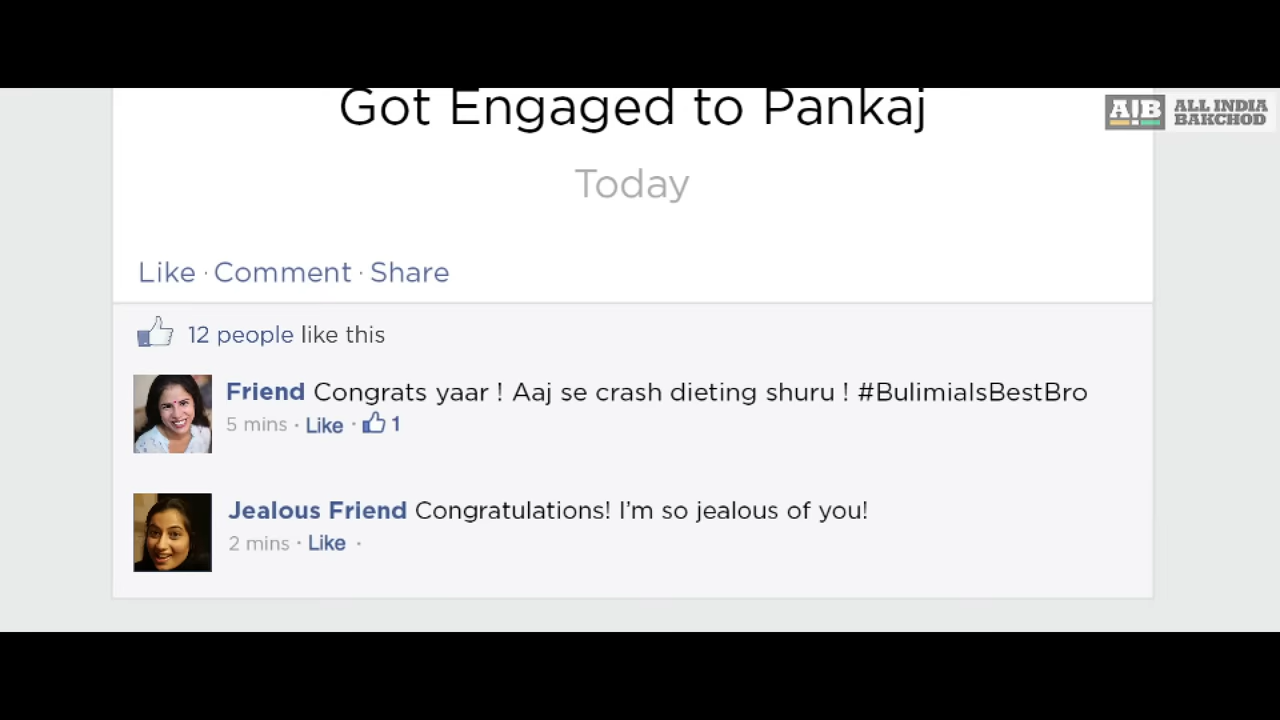 Got Engaged to Pankaj
A!B ALL INDIA
BAKCHOD
Today
Like · Comment · Share
12 people like this
Friend Congrats yaar ! Aaj se crash dieting shuru ! #BulimiaIsBestBro
5 mins · Like · 1
Jealous Friend Congratulations! I'm so jealous of you!
2 mins · Like ·